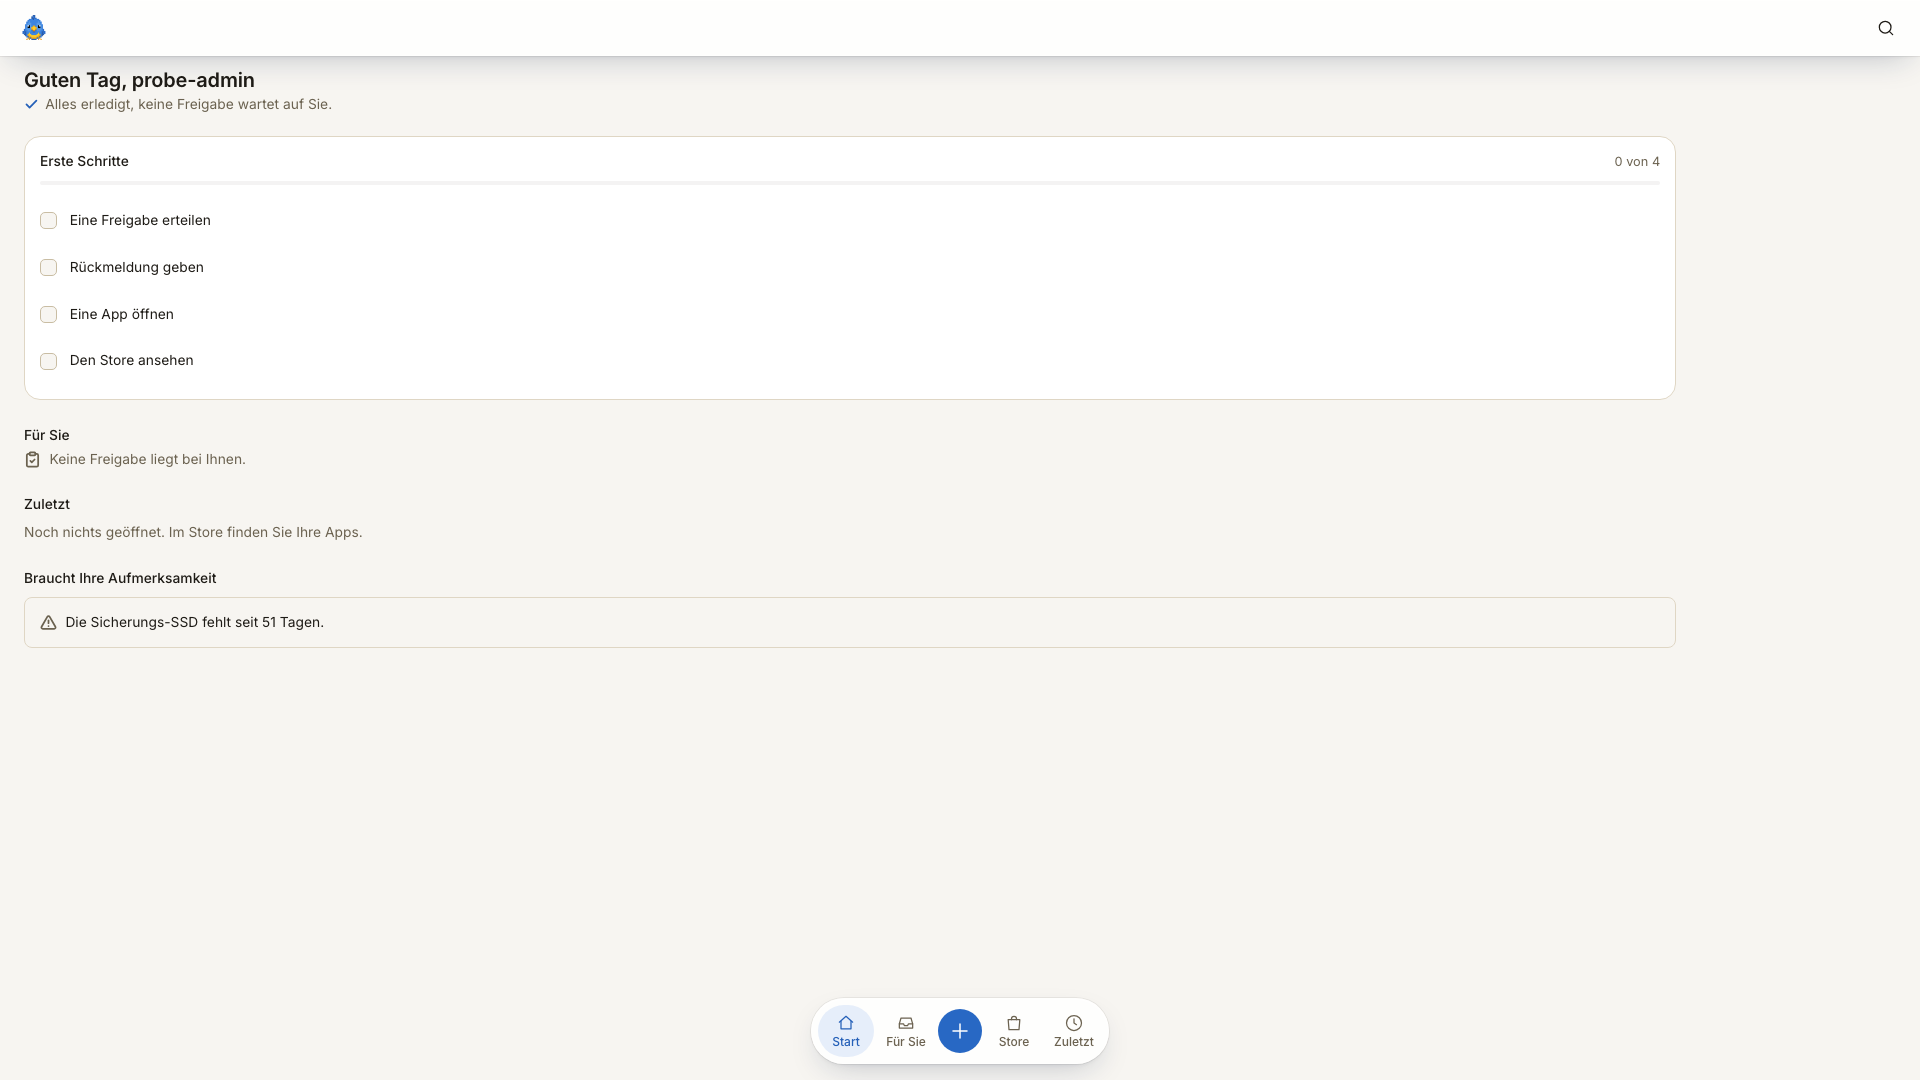 Guten Tag, probe-admin
Alles erledigt, keine Freigabe wartet auf Sie.
Erste Schritte
0 von 4
Eine Freigabe erteilen
Rückmeldung geben
Eine App öffnen
Den Store ansehen
Für Sie
Keine Freigabe liegt bei Ihnen.
Zuletzt
Noch nichts geöffnet. Im Store finden Sie Ihre Apps.
Braucht Ihre Aufmerksamkeit
Die Sicherungs-SSD fehlt seit 51 Tagen.
Start
Für Sie
Store
Zuletzt